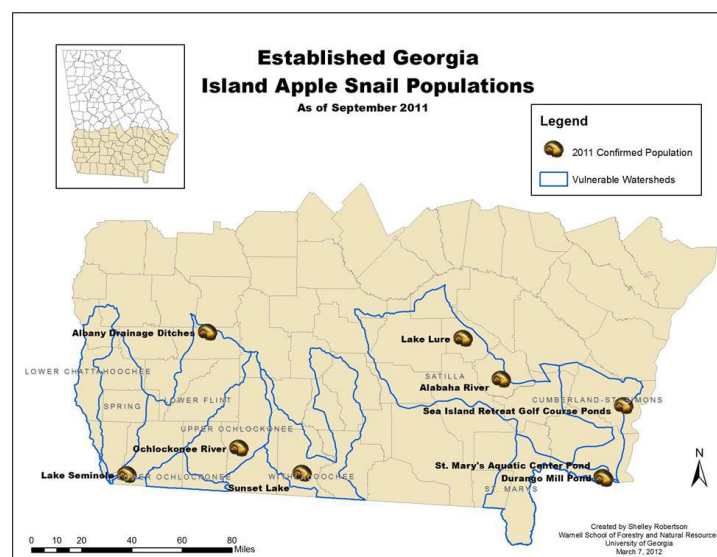 Established Georgia
Island Apple Snail Populations
As of September 2011
Legend
2011 Confirmed Population
Vulnerable Watersheds
Albany Drainage Ditches
Lake Lure
LOWER CHATTAHOOCHEE
SATILLA
Alabaha River
SPRING
LOWER FLINT
CUMBERLAND-ST. SIMONS
Sea Island Retreat Golf Course Ponds
UPPER OCHLOCKONEE
Ochlockonee River
St. Mary's Aquatic Center Pond
Lake Seminole
LOWER OCHLOCKONEE
WITHLACOOCHEE
Durango Mill Pond
Sunset Lake
ST. MARYS
N
0 10 20 40 60 80
Miles
Created by Shelley Robertson
Warnell School of Forestry and Natural Resource
University of Georgia
March 7, 2012